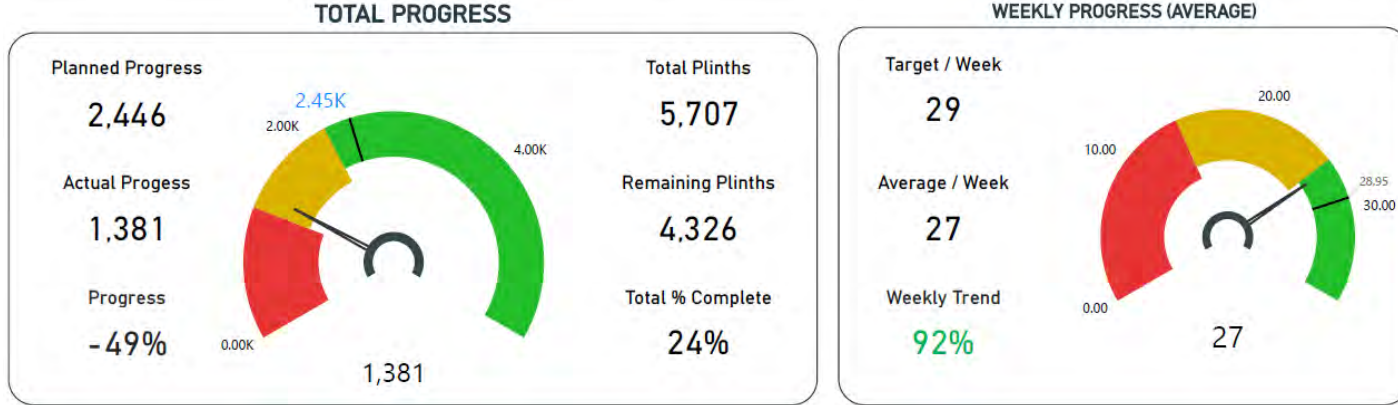 TOTAL PROGRESS
Planned Progress
2,446
Actual Progess
1,381
Progress
-49%
2.45K
2.00K
4.00K
0.00K
1,381
Total Plinths
5,707
Remaining Plinths
4,326
Total % Complete
24%
WEEKLY PROGRESS (AVERAGE)
Target / Week
29
Average / Week
27
Weekly Trend
92%
20.00
10.00
28.95
30.00
0.00
27